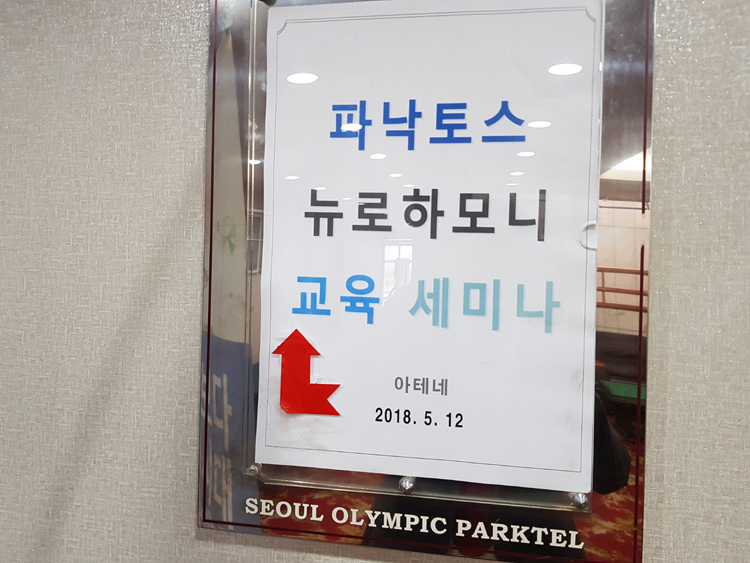 파낙토스
뉴로하모니
교육 세미나
아테네
2018. 5. 12
SEOUL OLYMPIC PARKTEL